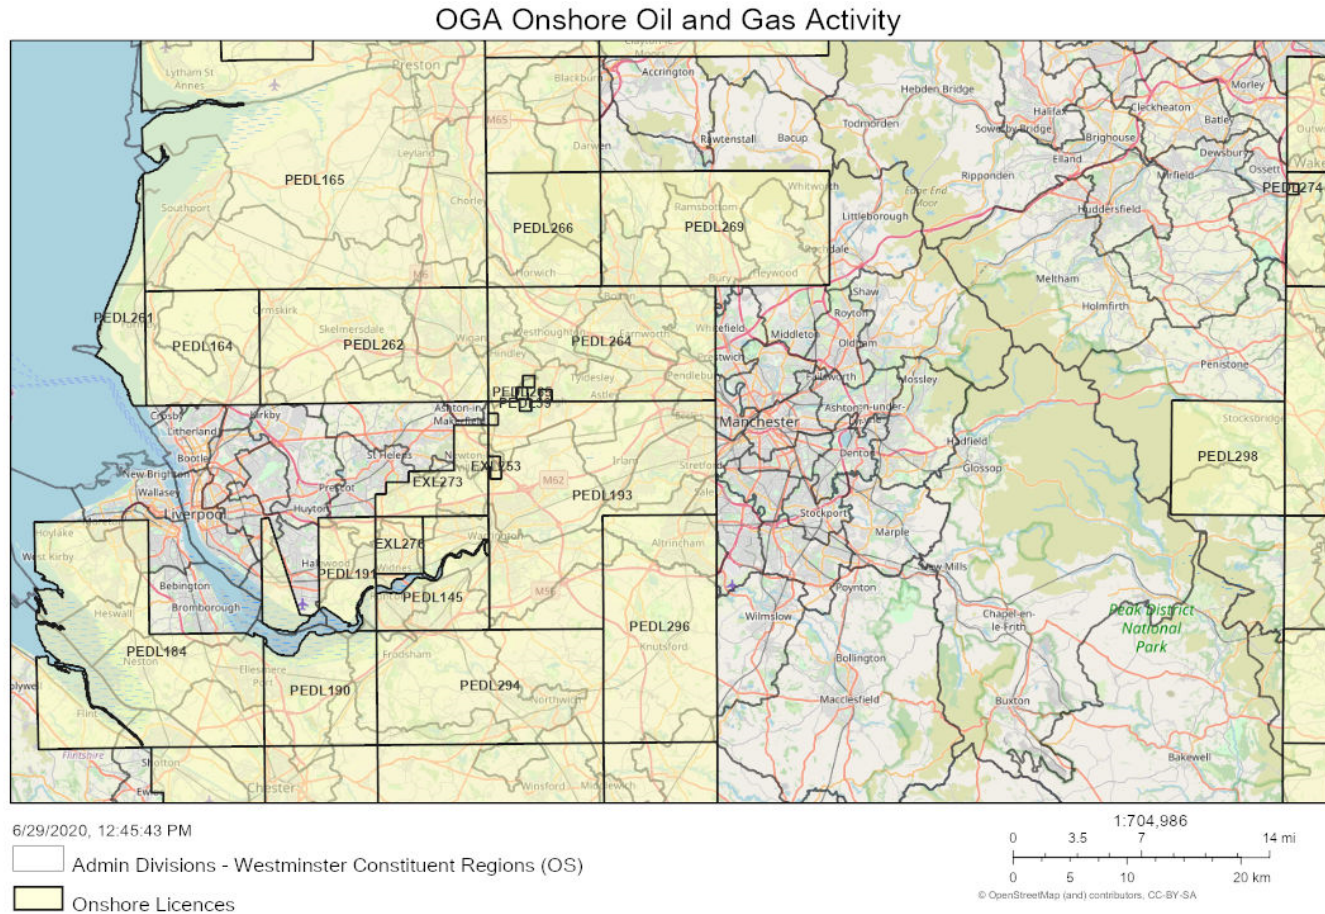 OGA Onshore Oil and Gas Activity
Lytham St
Annes
Preston
Blackburn
Accrington
Hebden Bridge
Halifax
Cleckheaton
Morley
Batley
M65
Darwen
Rawtenstall
Bacup
Todmorden
Sowerby Bridge
Brighouse
Elland
Dewsbury
Ossett
Leyland
PEDL165
Ripponden
Mirfield
Whitworth
PEDL274
Southport
Chorley
Ramsbottom
Littleborough
Huddersfield
PEDL266
PEDL269
M6
Horwich
Bury
Heywood
Meltham
Holmfirth
Ormskirk
Shaw
Royton
PEDL261
PEDL164
Skelmersdale
PEDL262
Wigan
Westhoughton
Farnworth
PEDL264
Whitefield
Middleton
Oldham
Hindley
Prestwich
Penistone
Tyldesley
Pendlebury
Failsworth
Mossley
Astley
Crosby
Kirkby
Ashton-in-
Makerfield
Manchester
Ashton-under-
Stocksbridge
Litherland
Bootle
St Helens
Denton
Hadfield
Glossop
PEDL298
New Brighton
Wallasey
Newton
EXL253
Irlam
Stretford
Prescot
EXL273
M62
Sale
PEDL193
Liverpool
Huyton
Stockport
Hoylake
Warrington
Marple
West Kirby
EXL276
Altrincham
Widnes
New Mills
Bebington
PEDL191
M56
Poynton
Bromborough
PEDL145
Heswall
Wilmslow
Chapel-en-
le-Frith
Peak District
National
Park
PEDL296
Knutsford
PEDL184
Neston
Frodsham
Bollington
Ellesmere
Port
PEDL190
PEDL294
Northwich
Macclesfield
Buxton
Flint
Flintshire
Shotton
Bakewell
Chester
Winsford
Middlewich
6/29/2020, 12:45:43 PM
1:704,986
0 3.5 7 14 mi
Admin Divisions - Westminster Constituent Regions (OS)
0 5 10 20 km
© OpenStreetMap (and) contributors, CC-BY-SA
Onshore Licences